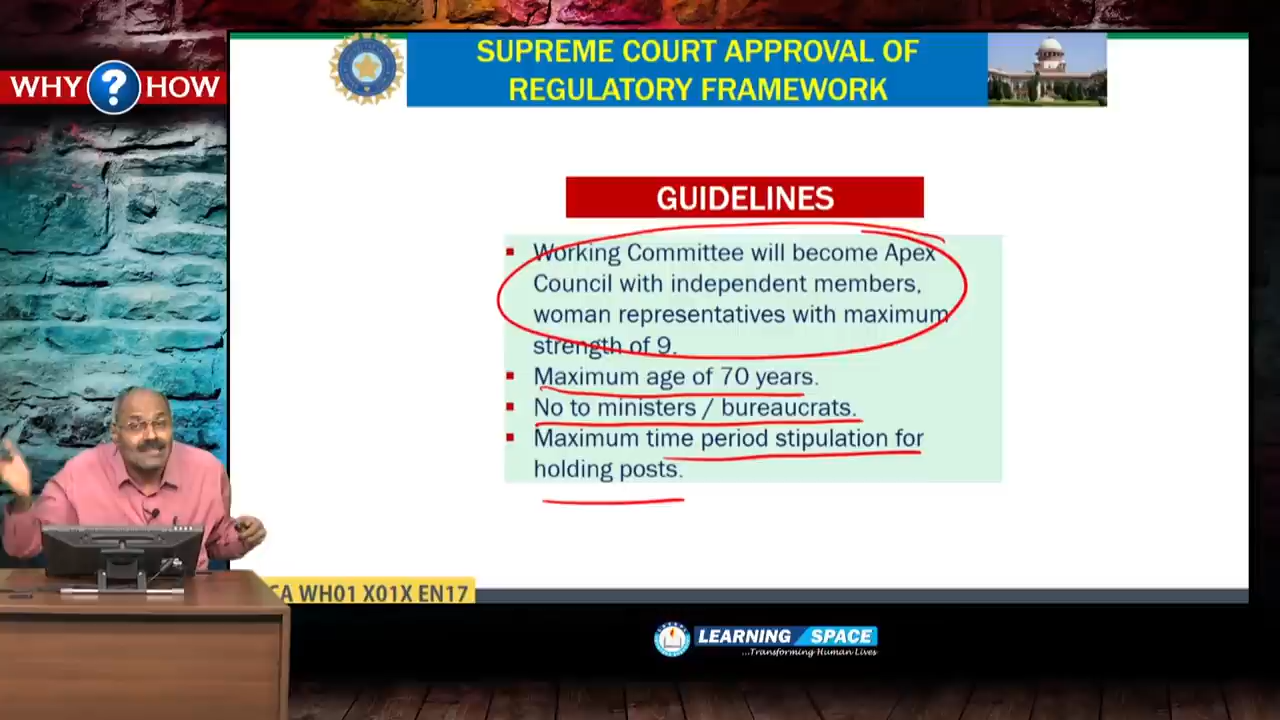 WHY ? HOW
SUPREME COURT APPROVAL OF
REGULATORY FRAMEWORK
GUIDELINES
▪ Working Committee will become Apex
Council with independent members,
woman representatives with maximum
strength of 9.
▪ Maximum age of 70 years.
▪ No to ministers / bureaucrats.
▪ Maximum time period stipulation for
holding posts.
CA WH01 X01X EN17
LEARNING SPACE
...Transforming Human Lives